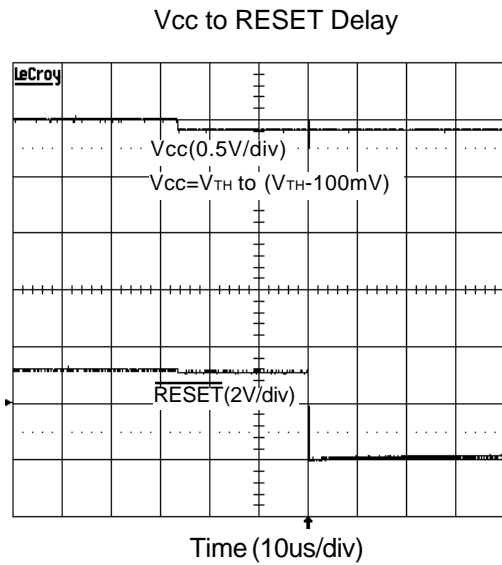 Vcc to RESET Delay
LeCroy
Vcc(0.5V/div)
Vcc=VTH to (VTH-100mV)
RESET(2V/div)
Time (10us/div)